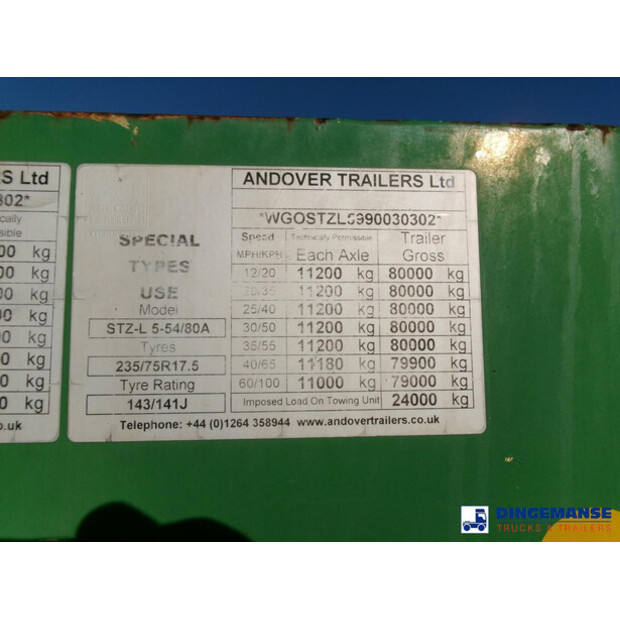 RS Ltd
302*
cally
ssible
00 kg
00 kg
00 kg
00 kg
00 kg
0 kg
0 kg
0 kg
o.uk
ANDOVER TRAILERS Ltd
*WGOSTZL5990030302*
SPECIAL
TYPES
USE
Model
STZ-L 5-54/80A
Tyres
235/75R17.5
Tyre Rating
143/141J
Speed Technically Permissible Trailer
MPH/KPH Each Axle Gross
12/20 11200 kg 80000 kg
20/35 11200 kg 80000 kg
25/40 11200 kg 80000 kg
30/50 11200 kg 80000 kg
35/55 11200 kg 80000 kg
40/65 11180 kg 79900 kg
60/100 11000 kg 79000 kg
Imposed Load On Towing Unit 24000 kg
Telephone: +44 (0)1264 358944 www.andovertrailers.co.uk
DINGEMANSE
TRUCKS & TRAILERS